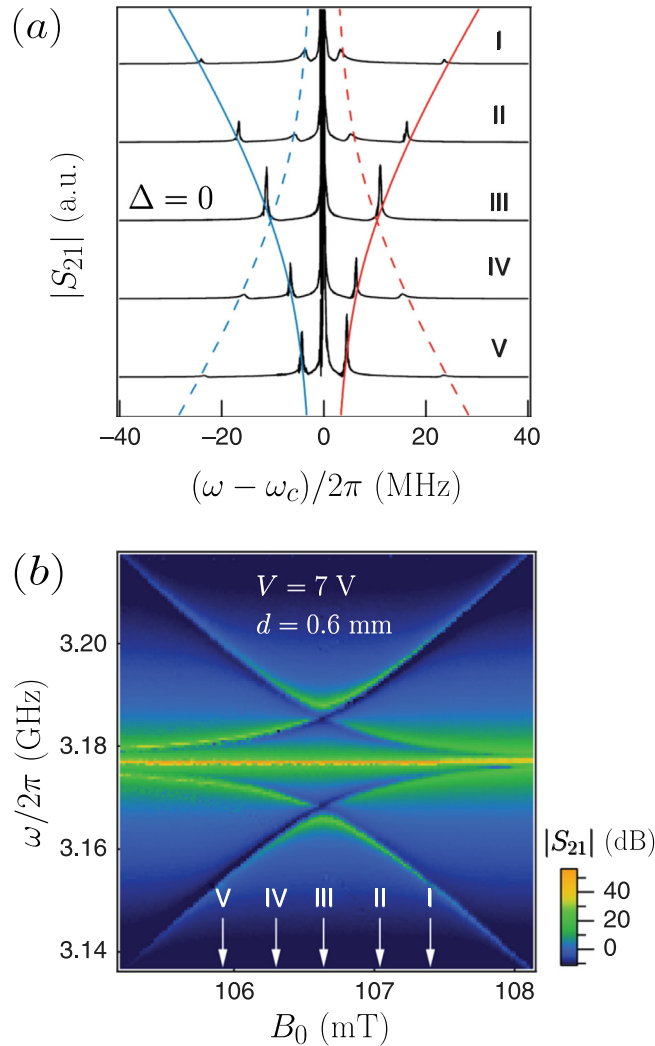 (a)
I
II
Δ = 0
III
IV
V
|S₂₁| (a.u.)
−40 −20 0 20 40
(ω − ω_c)/2π (MHz)
(b)
V = 7 V
d = 0.6 mm
3.20
3.18
3.16
3.14
ω/2π (GHz)
V IV III II I
106 107 108
B₀ (mT)
|S₂₁| (dB)
40
20
0